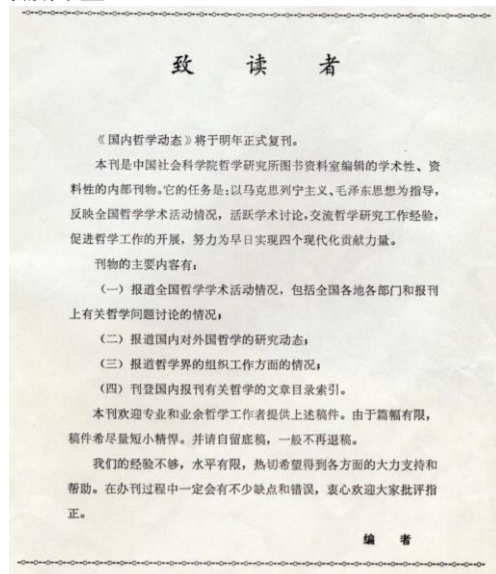 致 读 者
《国内哲学动态》将于明年正式复刊。
本刊是中国社会科学院哲学研究所图书资料室编辑的学术性、资
料性的内部刊物。它的任务是：以马克思列宁主义、毛泽东思想为指导，
反映全国哲学学术活动情况，活跃学术讨论，交流哲学研究工作经验，
促进哲学工作的开展，努力为早日实现四个现代化贡献力量。
刊物的主要内容有：
（一）报道全国哲学学术活动情况，包括全国各地各部门和报刊
上有关哲学问题讨论的情况；
（二）报道国内对外国哲学的研究动态；
（三）报道哲学界的组织工作方面的情况；
（四）刊登国内报刊有关哲学的文章目录索引。
本刊欢迎专业和业余哲学工作者提供上述稿件。由于篇幅有限，
稿件希尽量短小精悍。并请自留底稿，一般不再退稿。
我们的经验不够，水平有限，热切希望得到各方面的大力支持和
帮助。在办刊过程中一定会有不少缺点和错误，衷心欢迎大家批评指
正。
编 者